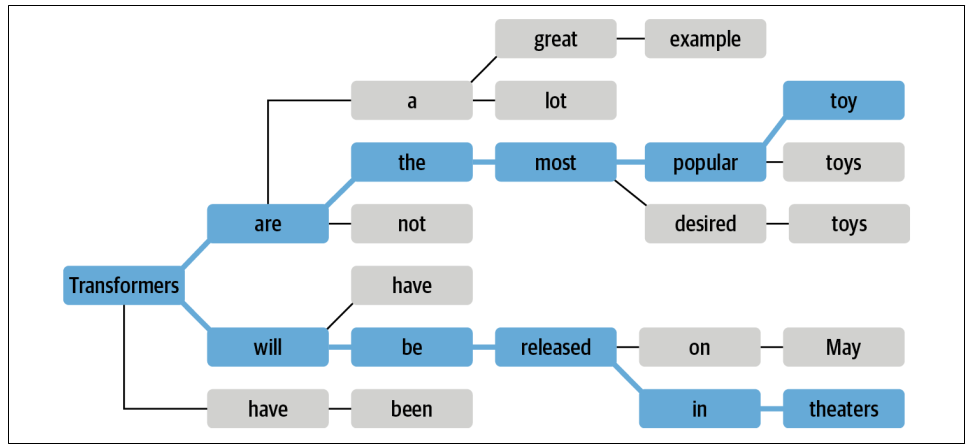 great example
a lot toy
the most popular toys
are not desired toys
Transformers have
will be released on May
have been in theaters